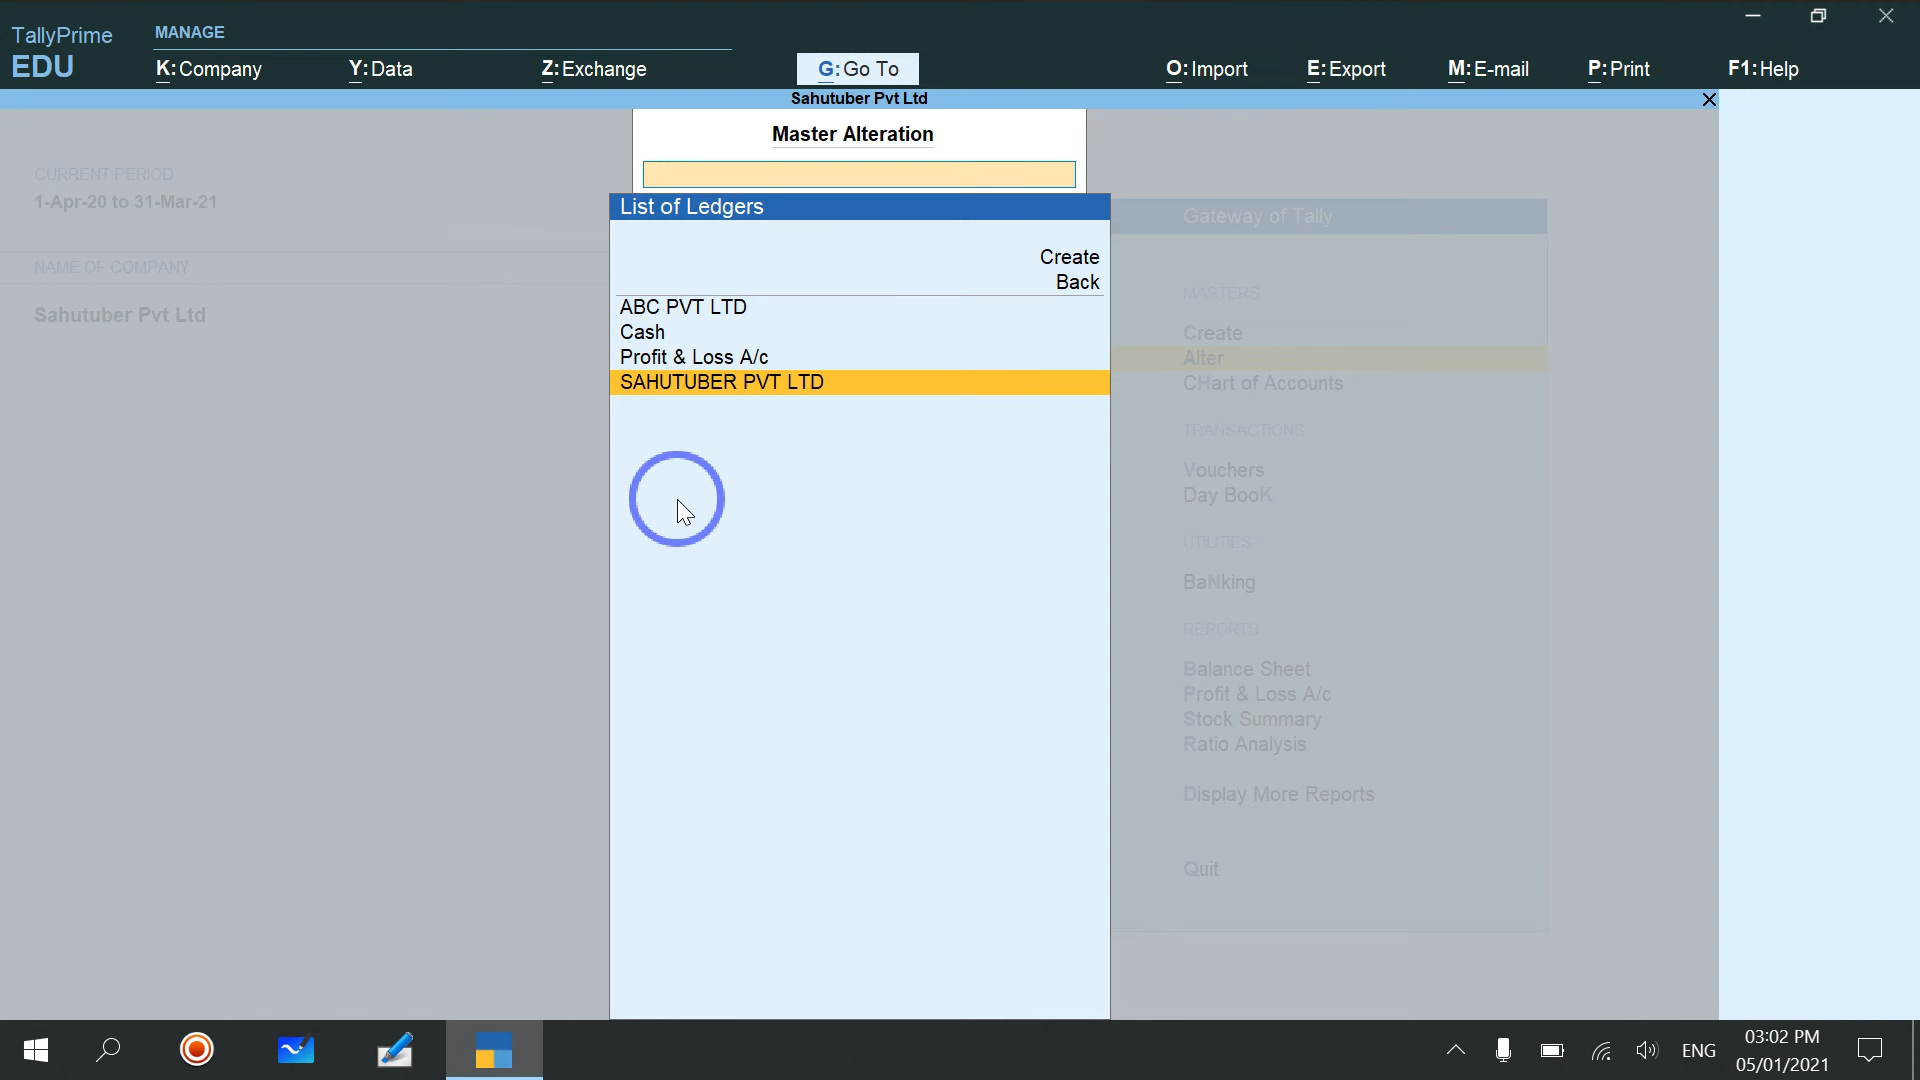 TallyPrime
EDU
MANAGE
K:Company
Y:Data
Z:Exchange
G:Go To
O:Import
E:Export
M:E-mail
P:Print
F1:Help
Sahutuber Pvt Ltd
Master Alteration
CURRENT PERIOD
1-Apr-20 to 31-Mar-21
NAME OF COMPANY
Sahutuber Pvt Ltd
List of Ledgers
Create
Back
ABC PVT LTD
Cash
Profit & Loss A/c
SAHUTUBER PVT LTD
Gateway of Tally
MASTERS
Create
Alter
CHart of Accounts
TRANSACTIONS
Vouchers
Day BooK
UTILITIES
BaNking
REPORTS
Balance Sheet
Profit & Loss A/c
Stock Summary
Ratio Analysis
Display More Reports
Quit
ENG
03:02 PM
05/01/2021